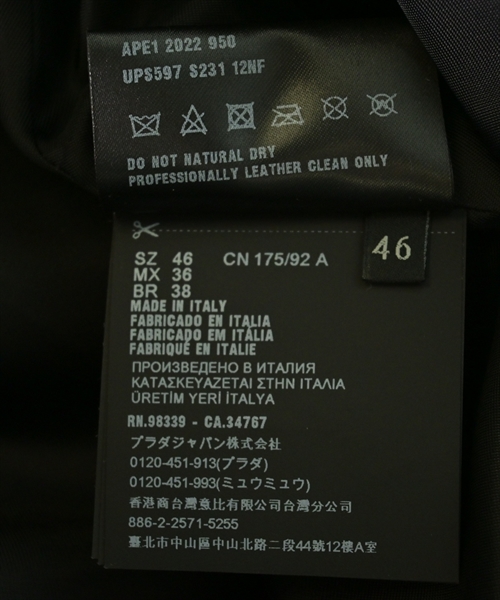 APE1 2022 950
UPS597 S231 12NF
DO NOT NATURAL DRY
PROFESSIONALLY LEATHER CLEAN ONLY
46
SZ 46 CN 175/92 A
MX 36
BR 38
MADE IN ITALY
FABRICADO EN ITALIA
FABRICADO EM ITÁLIA
FABRIQUÉ EN ITALIE
ПРОИЗВЕДЕНО В ИТАЛИЯ
ΚΑΤΑΣΚΕΥΑΖΕΤΑΙ ΣΤΗΝ ΙΤΑΛΙΑ
ÜRETİM YERİ İTALYA
RN.98339 - CA.34767
プラダジャパン株式会社
0120-451-913(プラダ)
0120-451-993(ミュウミュウ)
香港商台灣意比有限公司台灣分公司
886-2-2571-5255
臺北市中山區中山北路二段44號12樓A室